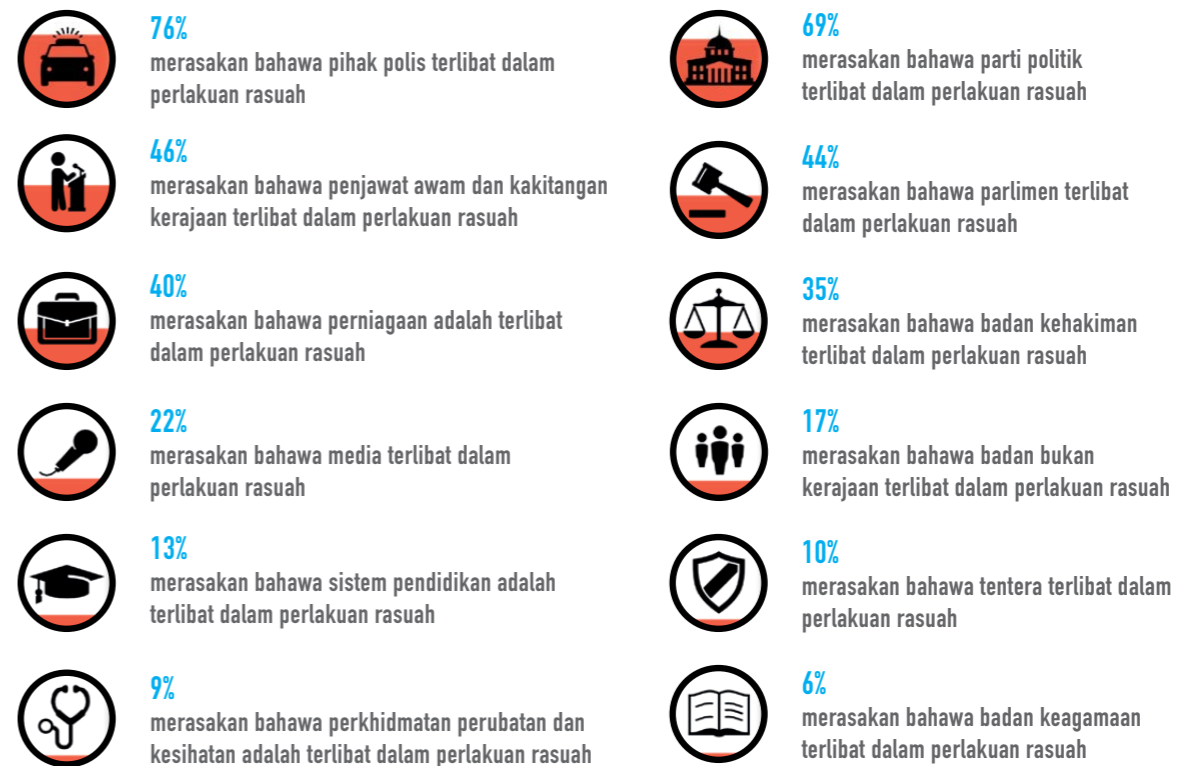 76%
merasakan bahawa pihak polis terlibat dalam
perlakuan rasuah
69%
merasakan bahawa parti politik
terlibat dalam perlakuan rasuah
46%
merasakan bahawa penjawat awam dan kakitangan
kerajaan terlibat dalam perlakuan rasuah
44%
merasakan bahawa parlimen terlibat
dalam perlakuan rasuah
40%
merasakan bahawa perniagaan adalah terlibat
dalam perlakuan rasuah
35%
merasakan bahawa badan kehakiman
terlibat dalam perlakuan rasuah
22%
merasakan bahawa media terlibat dalam
perlakuan rasuah
17%
merasakan bahawa badan bukan
kerajaan terlibat dalam perlakuan rasuah
13%
merasakan bahawa sistem pendidikan adalah
terlibat dalam perlakuan rasuah
10%
merasakan bahawa tentera terlibat dalam
perlakuan rasuah
9%
merasakan bahawa perkhidmatan perubatan dan
kesihatan adalah terlibat dalam perlakuan rasuah
6%
merasakan bahawa badan keagamaan
terlibat dalam perlakuan rasuah